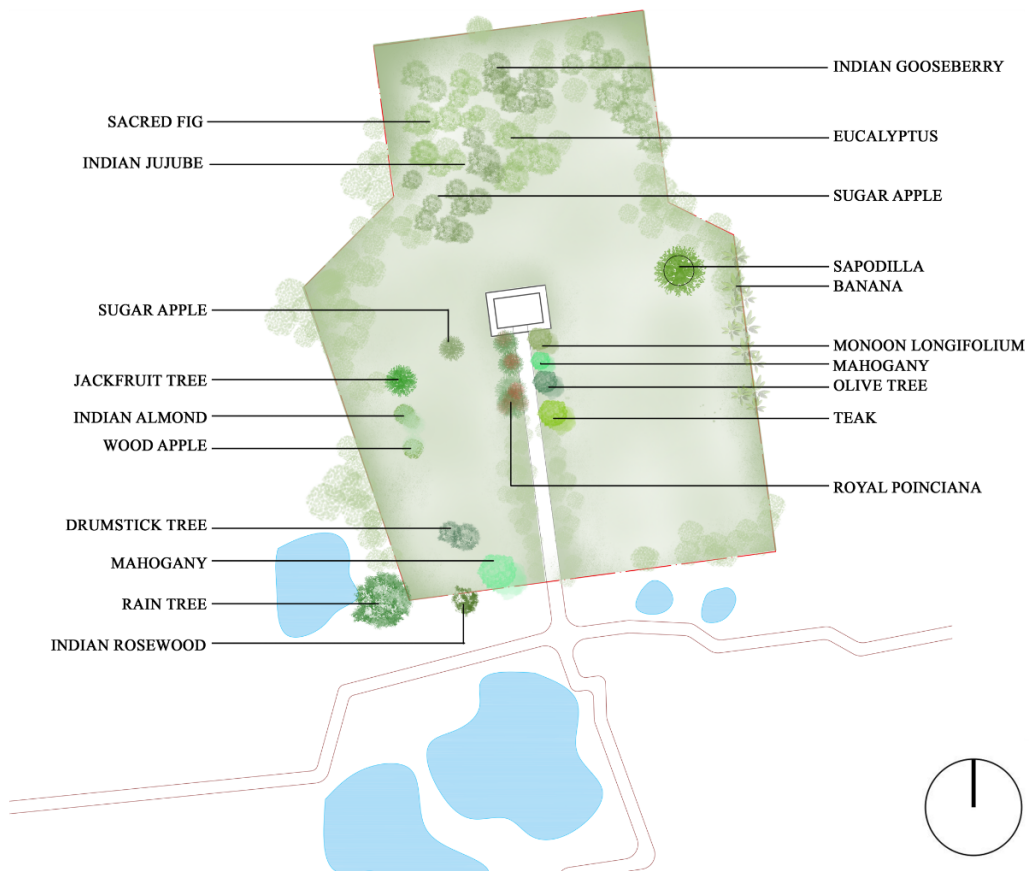 INDIAN GOOSEBERRY
SACRED FIG
EUCALYPTUS
INDIAN JUJUBE
SUGAR APPLE
SAPODILLA
BANANA
SUGAR APPLE
MONOON LONGIFOLIUM
MAHOGANY
JACKFRUIT TREE
OLIVE TREE
INDIAN ALMOND
TEAK
WOOD APPLE
ROYAL POINCIANA
DRUMSTICK TREE
MAHOGANY
RAIN TREE
INDIAN ROSEWOOD